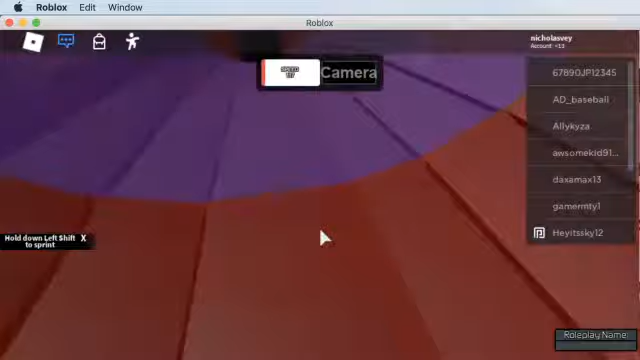 Roblox Edit Window
Roblox
nicholasvey
Account: <13
SPEED
Camera
67890JP12345
AD_baseball
Allykyza
awsomekid91...
daxamax13
gamermty1
Heyitssky12
Hold down Left Shift X
to sprint
Roleplay Name